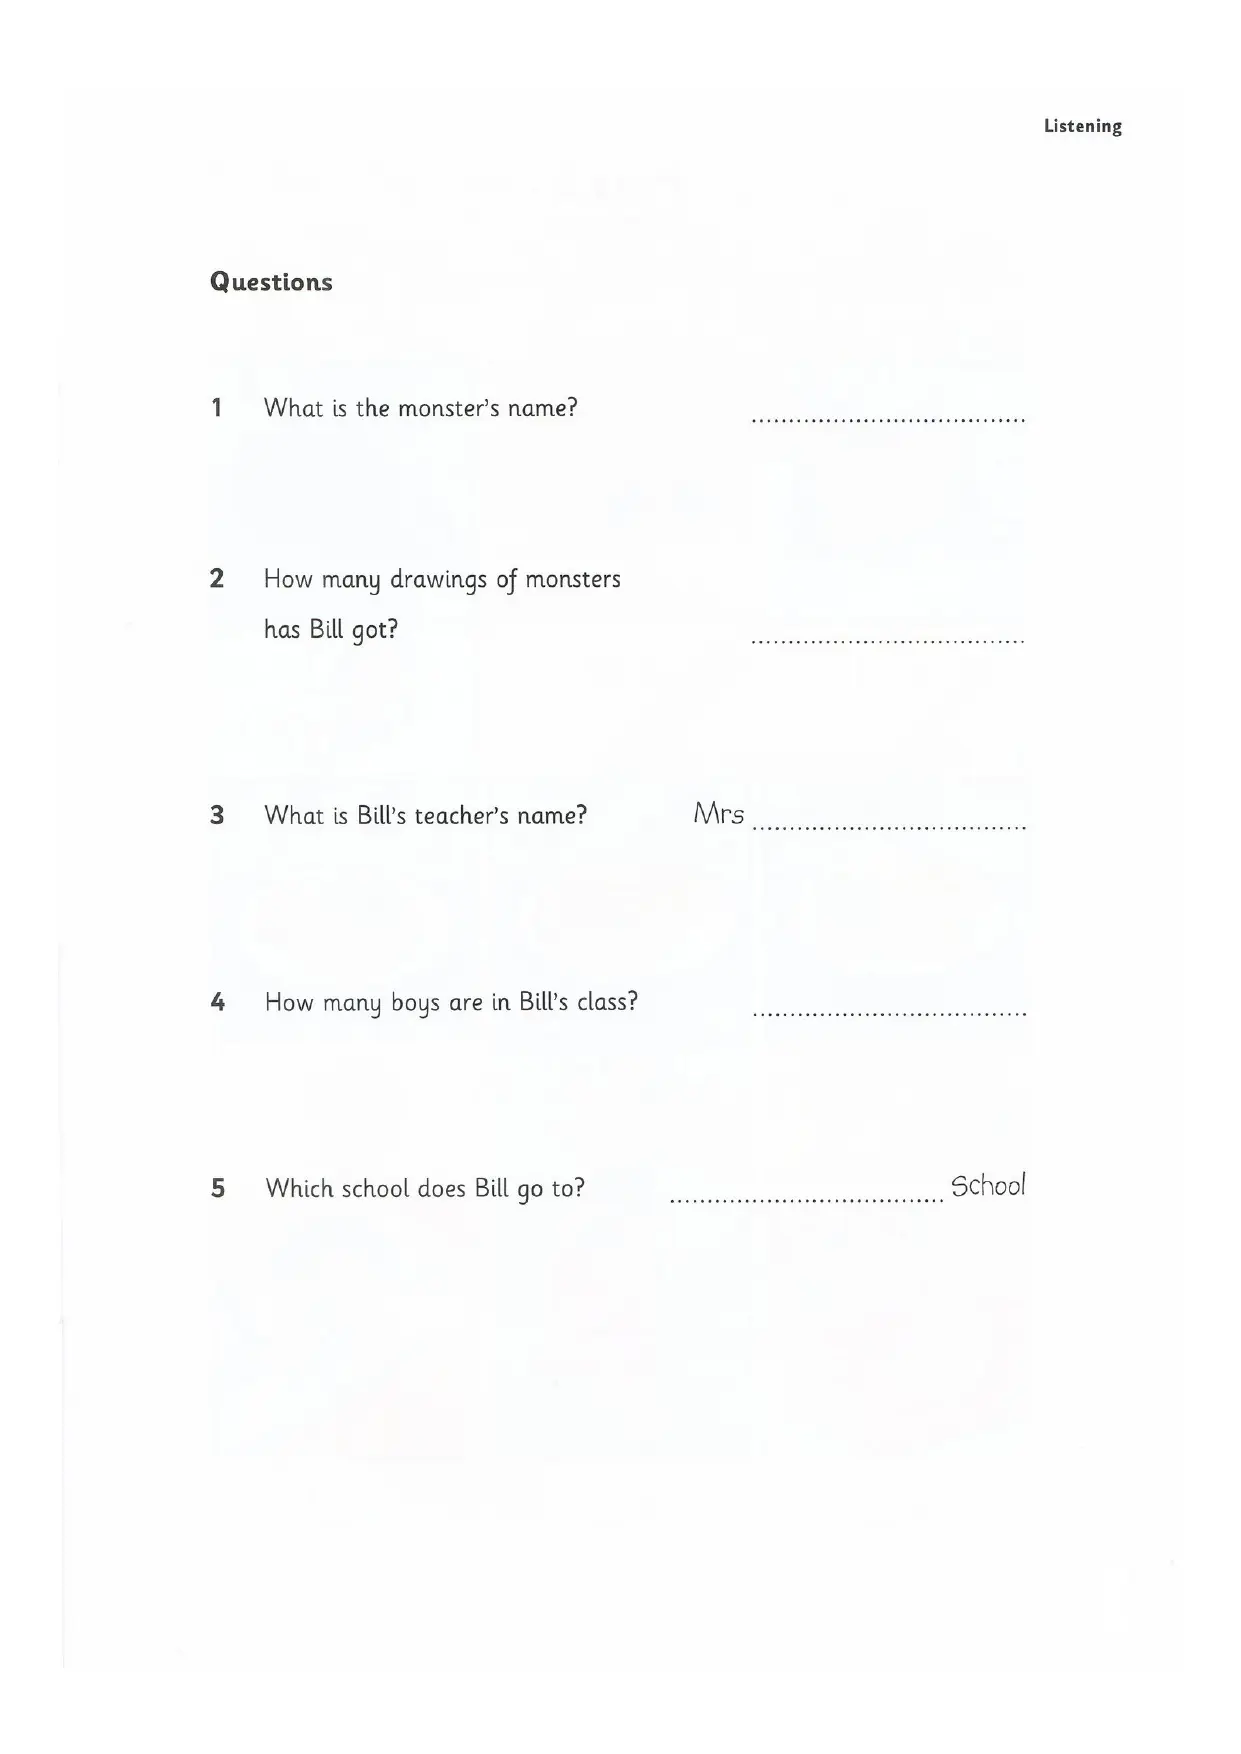 Listening
Questions
1 What is the monster's name? ....................................
2 How many drawings of monsters
has Bill got? ....................................
3 What is Bill's teacher's name? Mrs ....................................
4 How many boys are in Bill's class? ....................................
5 Which school does Bill go to? .................................... School